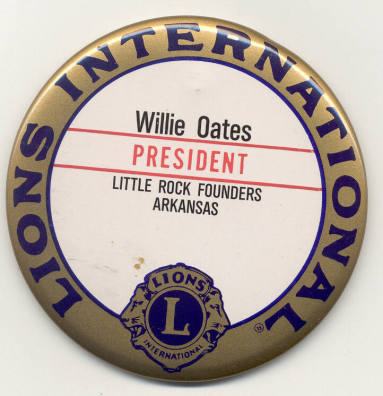 LIONS INTERNATIONAL
Willie Oates
PRESIDENT
LITTLE ROCK FOUNDERS
ARKANSAS
LIONS
L
INTERNATIONAL
®